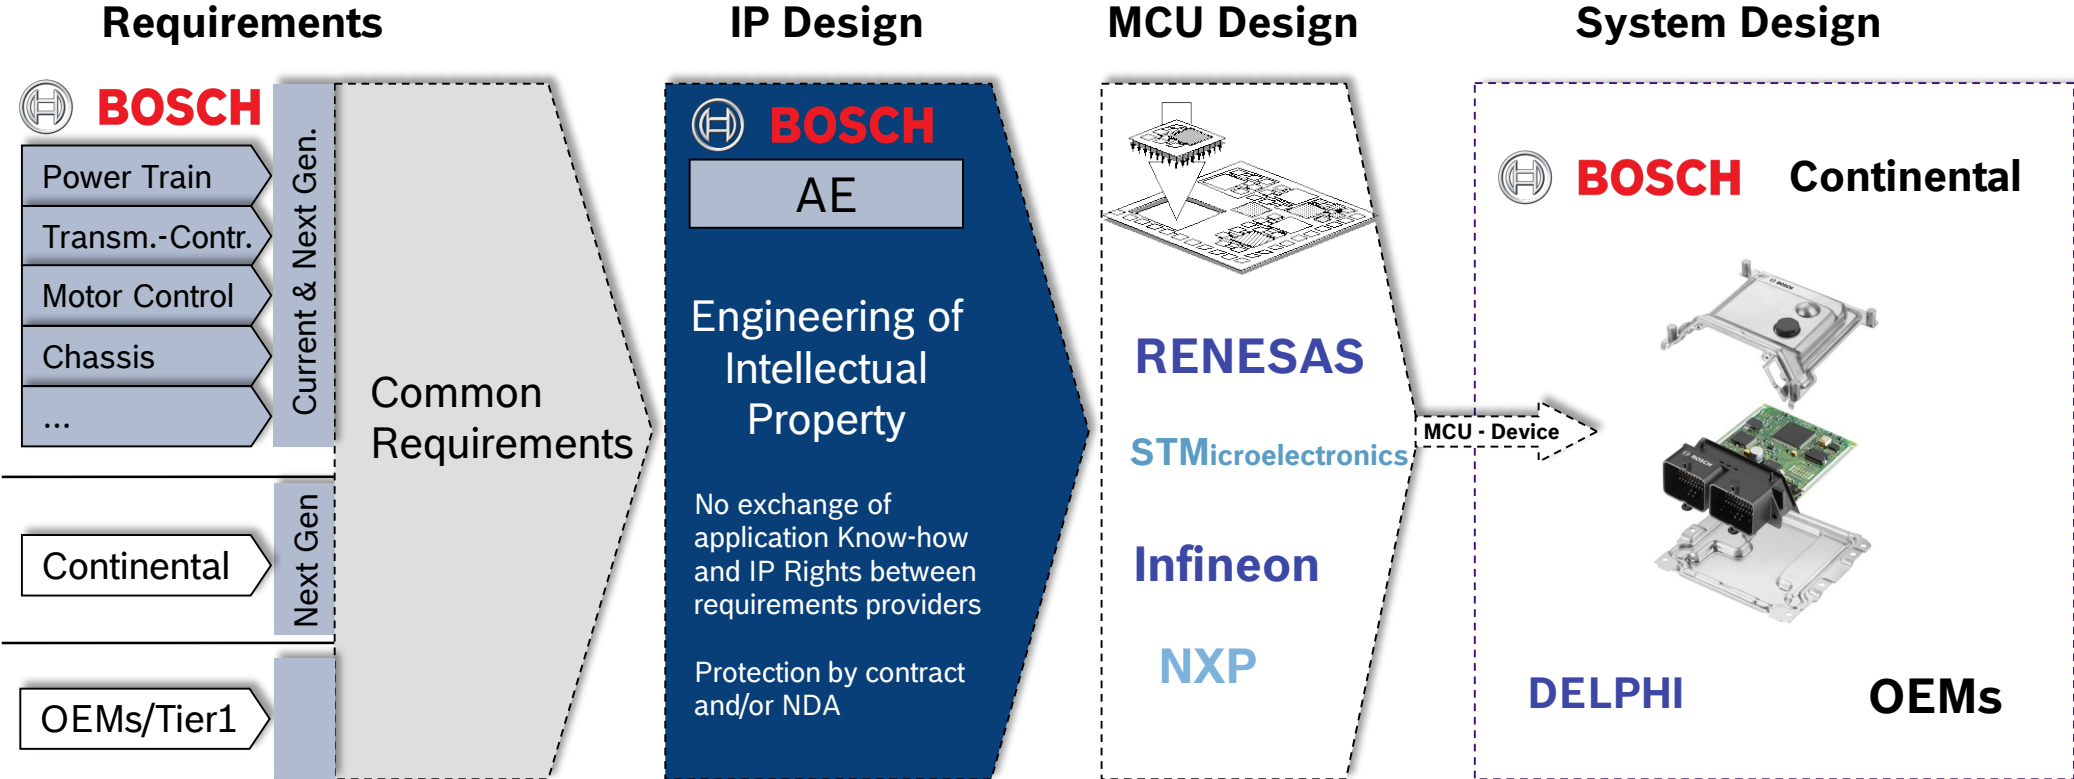 Requirements
IP Design
MCU Design
System Design
BOSCH
Power Train
Transm.-Contr.
Motor Control
Chassis
...
Current & Next Gen.
Continental
Next Gen
OEMs/Tier1
Common
Requirements
BOSCH
AE
Engineering of
Intellectual
Property
No exchange of
application Know-how
and IP Rights between
requirements providers
Protection by contract
and/or NDA
RENESAS
STMicroelectronics
Infineon
NXP
MCU - Device
BOSCH
Continental
BOSCH
BOSCH
DELPHI
OEMs